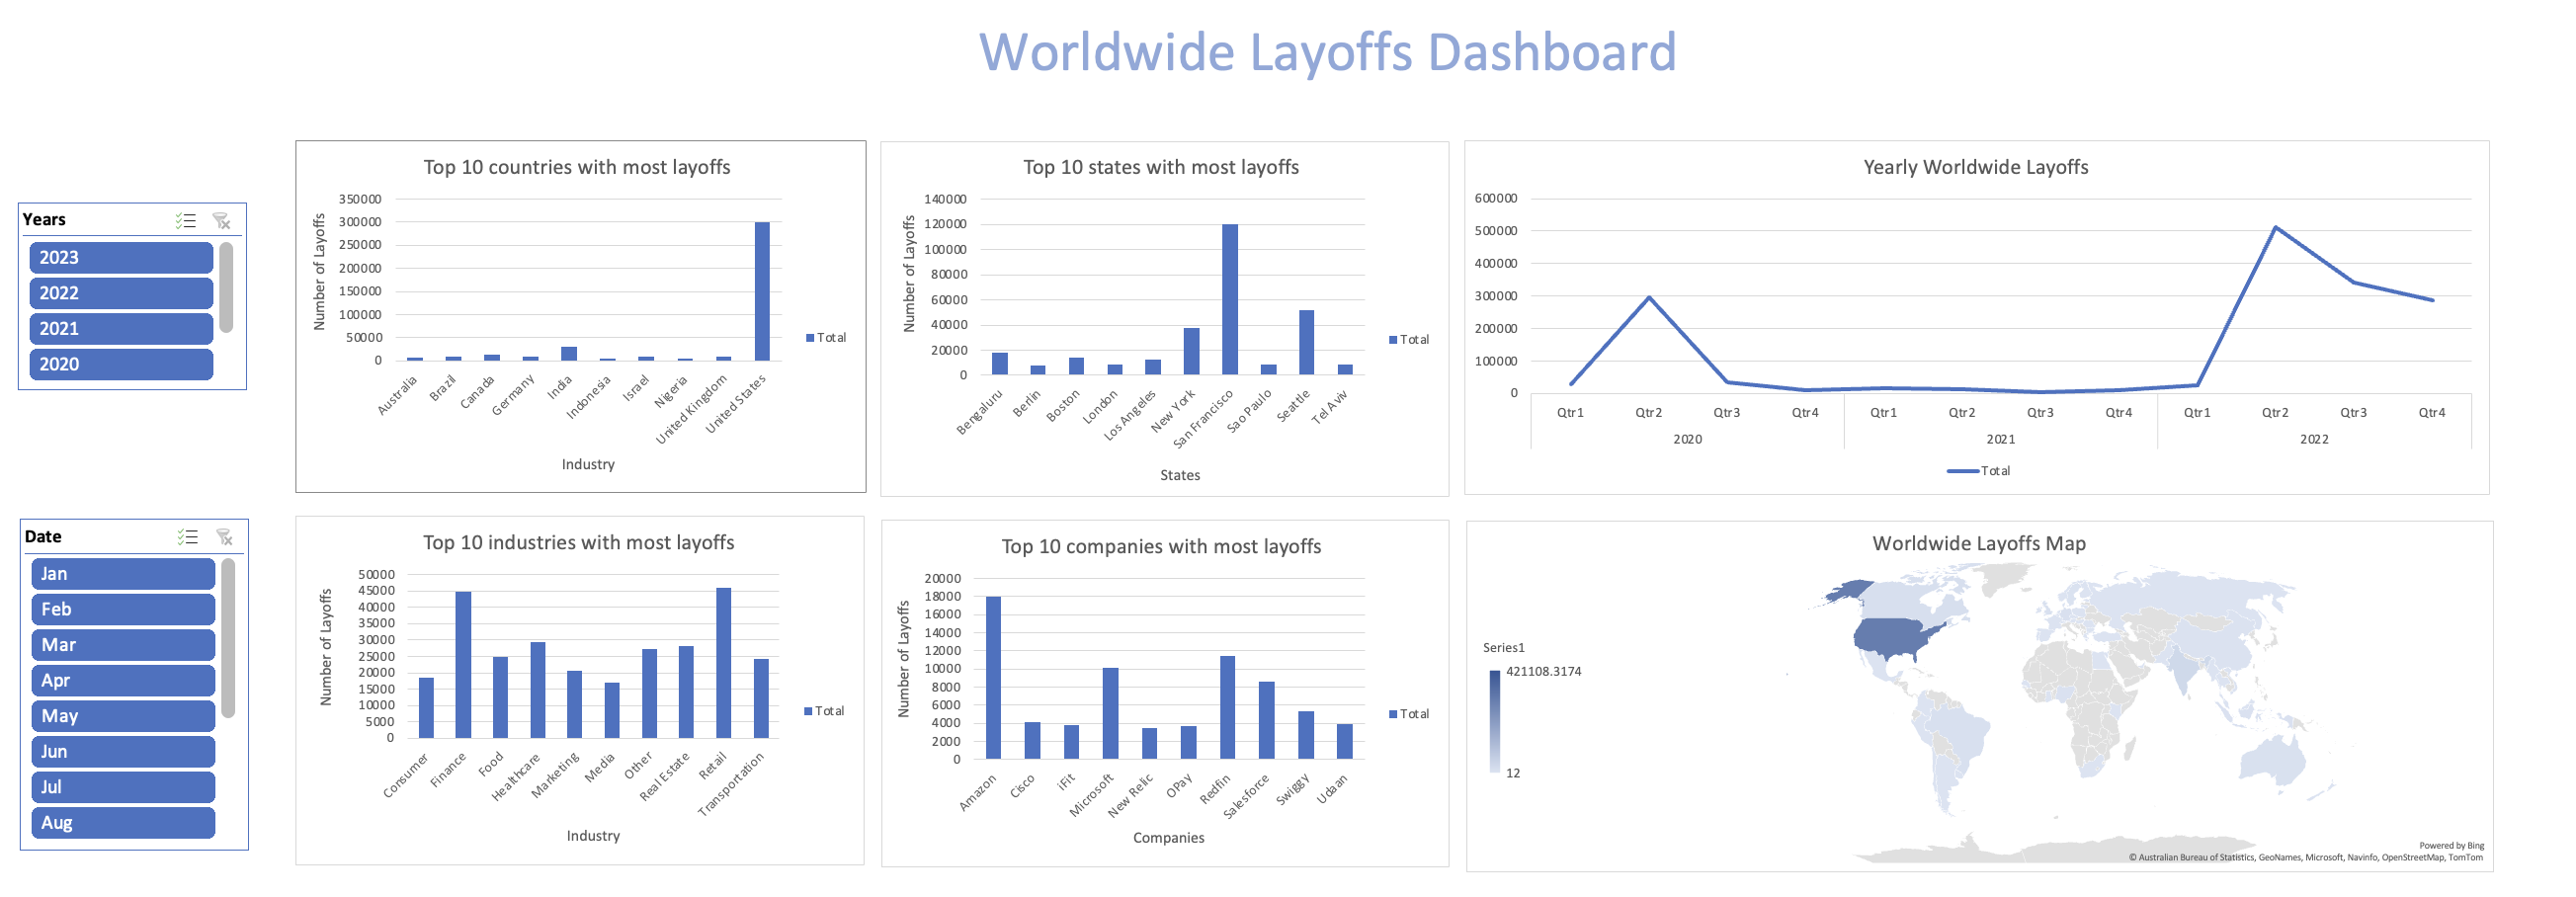 Worldwide Layoffs Dashboard
Years
2023
2022
2021
2020
Date
Jan
Feb
Mar
Apr
May
Jun
Jul
Aug
Top 10 countries with most layoffs
Number of Layoffs
350000
300000
250000
200000
150000
100000
50000
0
Australia
Brazil
Canada
Germany
India
Indonesia
Israel
Nigeria
United Kingdom
United States
Total
Industry
Top 10 states with most layoffs
Number of Layoffs
140000
120000
100000
80000
60000
40000
20000
0
Bengaluru
Berlin
Boston
London
Los Angeles
New York
San Francisco
Sao Paulo
Seattle
Tel Aviv
Total
States
Yearly Worldwide Layoffs
600000
500000
400000
300000
200000
100000
0
Qtr1 Qtr2 Qtr3 Qtr4 Qtr1 Qtr2 Qtr3 Qtr4 Qtr1 Qtr2 Qtr3 Qtr4
2020 2021 2022
Total
Top 10 industries with most layoffs
Number of Layoffs
50000
45000
40000
35000
30000
25000
20000
15000
10000
5000
0
Consumer
Finance
Food
Healthcare
Marketing
Media
Other
Real Estate
Retail
Transportation
Total
Industry
Top 10 companies with most layoffs
Number of Layoffs
20000
18000
16000
14000
12000
10000
8000
6000
4000
2000
0
Amazon
Cisco
iFit
Microsoft
New Relic
OPay
Redfin
Salesforce
Swiggy
Udaan
Total
Companies
Worldwide Layoffs Map
Series1
421108.3174
12
Powered by Bing
© Australian Bureau of Statistics, GeoNames, Microsoft, Navinfo, OpenStreetMap, TomTom